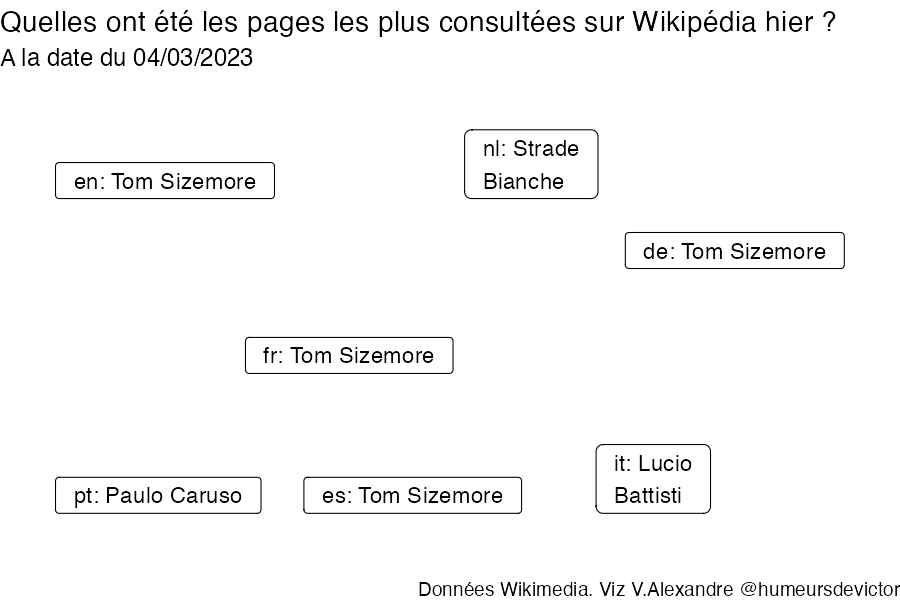 Quelles ont été les pages les plus consultées sur Wikipédia hier ?
A la date du 04/03/2023
nl: Strade
Bianche
en: Tom Sizemore
de: Tom Sizemore
fr: Tom Sizemore
it: Lucio
Battisti
pt: Paulo Caruso
es: Tom Sizemore
Données Wikimedia. Viz V.Alexandre @humeursdevictor